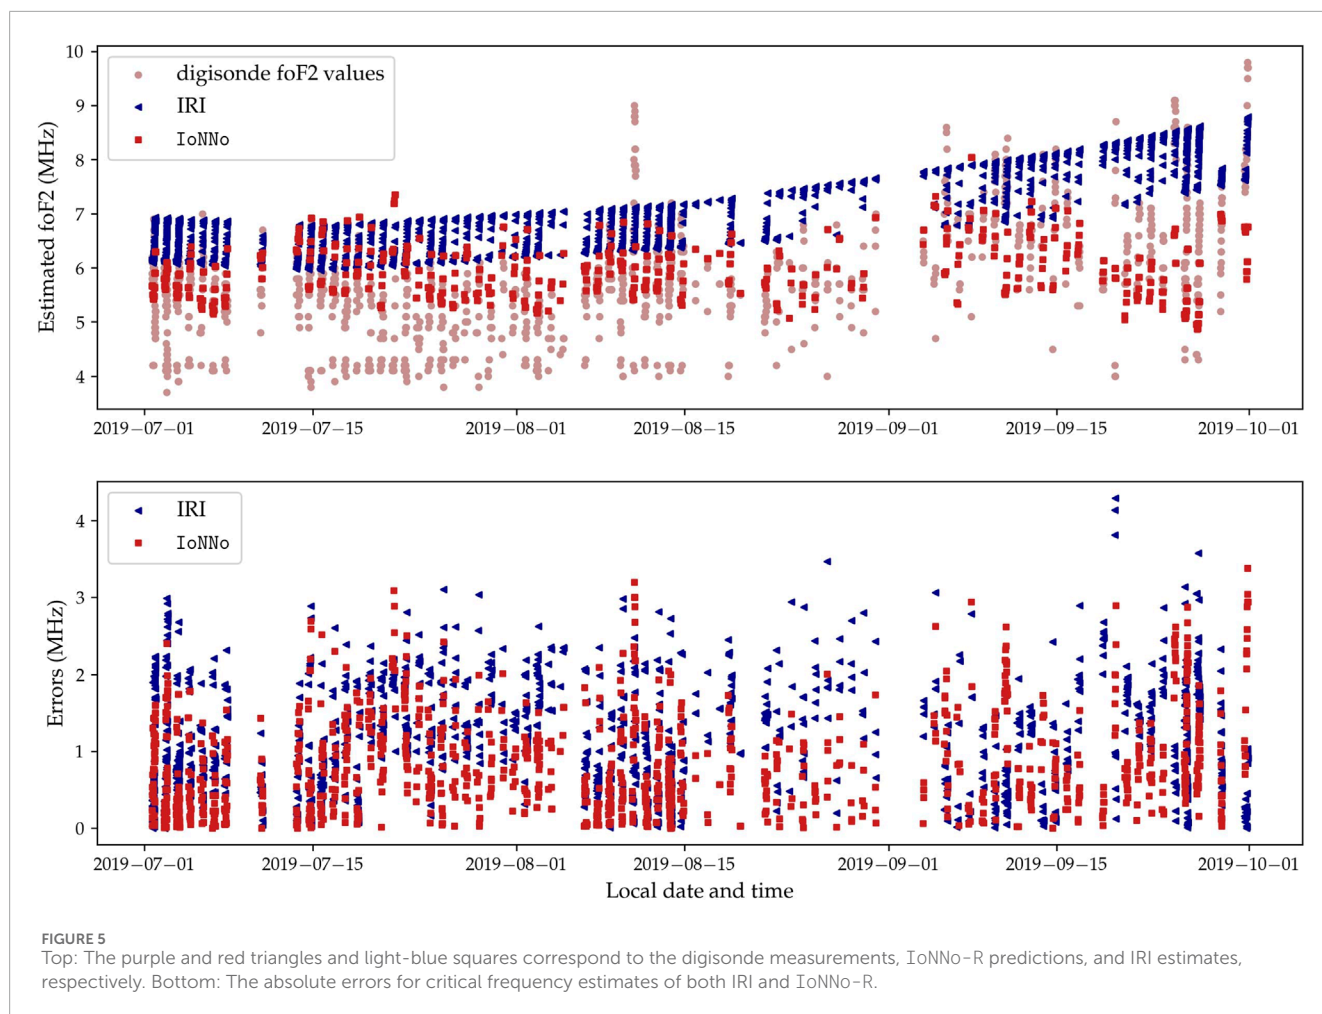 10
9
8
7
6
5
4
Estimated foF2 (MHz)
digisonde foF2 values
IRI
IoNNo
2019−07−01 2019−07−15 2019−08−01 2019−08−15 2019−09−01 2019−09−15 2019−10−01
4
3
2
1
0
Errors (MHz)
IRI
IoNNo
2019−07−01 2019−07−15 2019−08−01 2019−08−15 2019−09−01 2019−09−15 2019−10−01
Local date and time
FIGURE 5
Top: The purple and red triangles and light-blue squares correspond to the digisonde measurements, IoNNo-R predictions, and IRI estimates,
respectively. Bottom: The absolute errors for critical frequency estimates of both IRI and IoNNo-R.